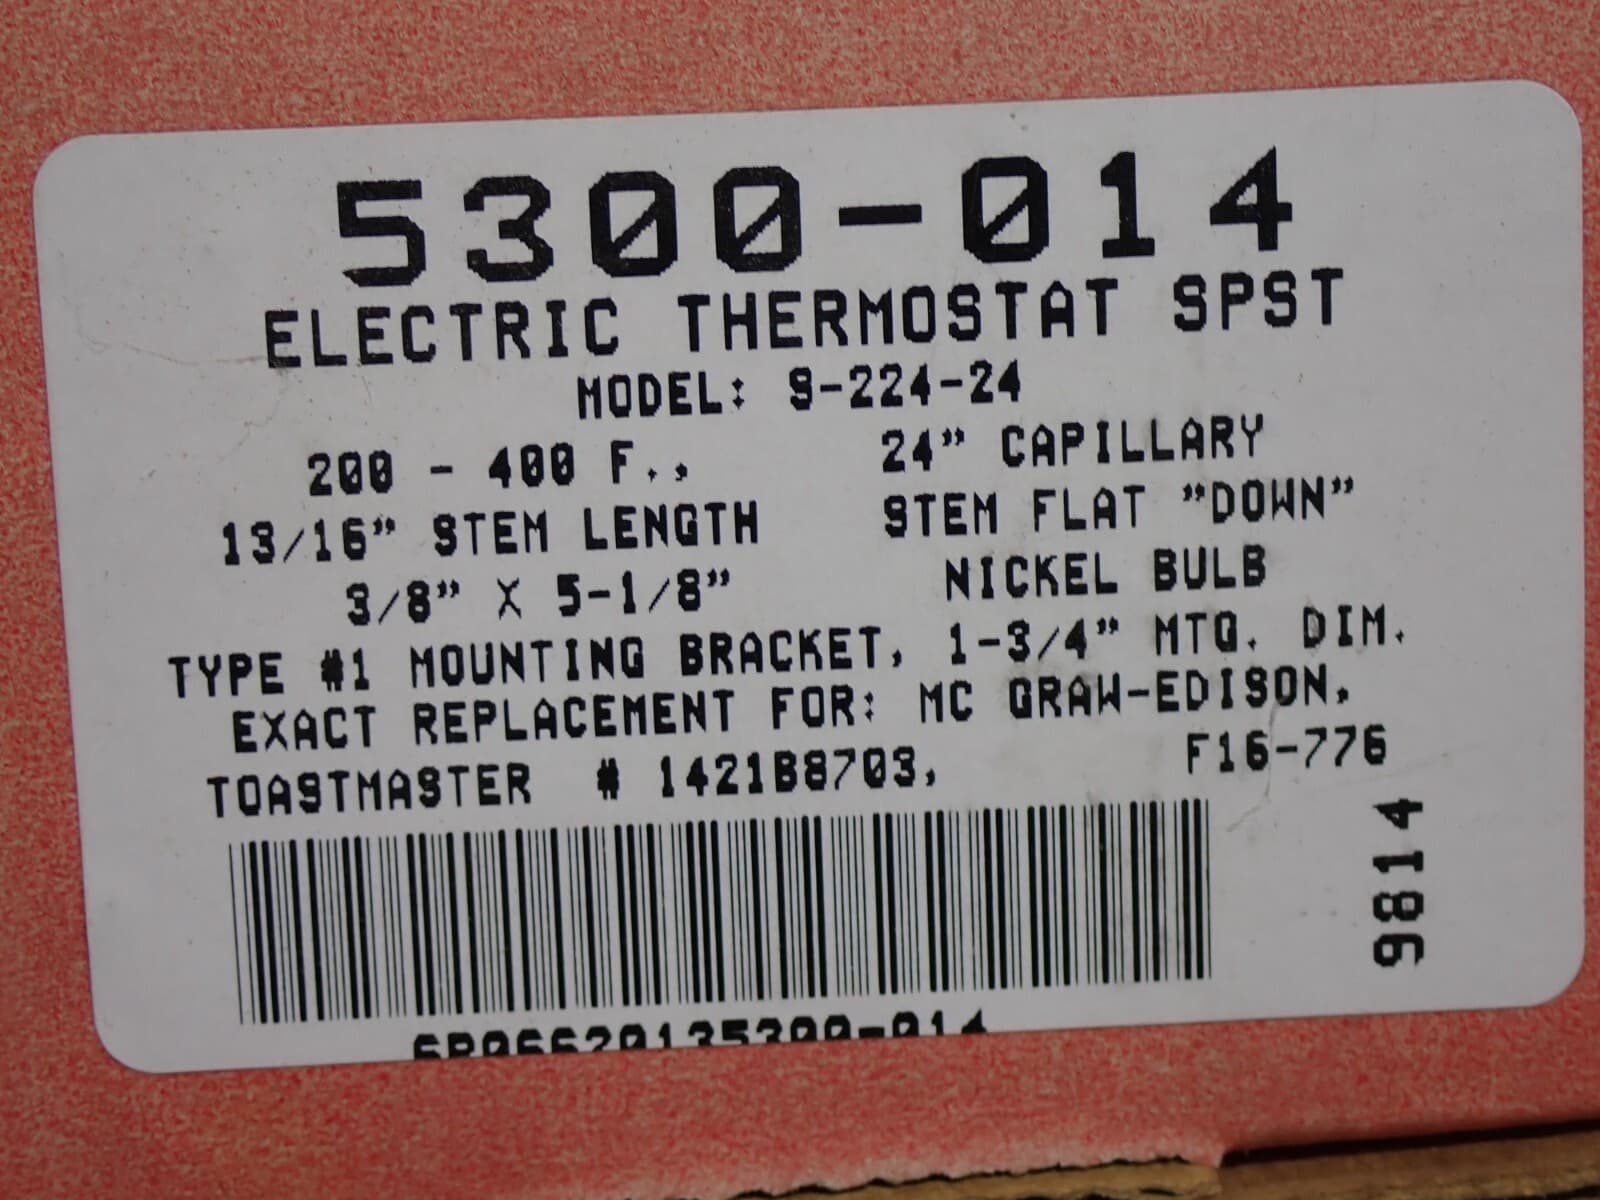 5300-014
ELECTRIC THERMOSTAT SPST
MODEL: S-224-24
200 - 400 F., 24" CAPILLARY
13/16" STEM LENGTH STEM FLAT "DOWN"
3/8" X 5-1/8" NICKEL BULB
TYPE #1 MOUNTING BRACKET, 1-3/4" MTG. DIM.
EXACT REPLACEMENT FOR: MC GRAW-EDISON,
TOASTMASTER # 1421B8703, F16-776
9814